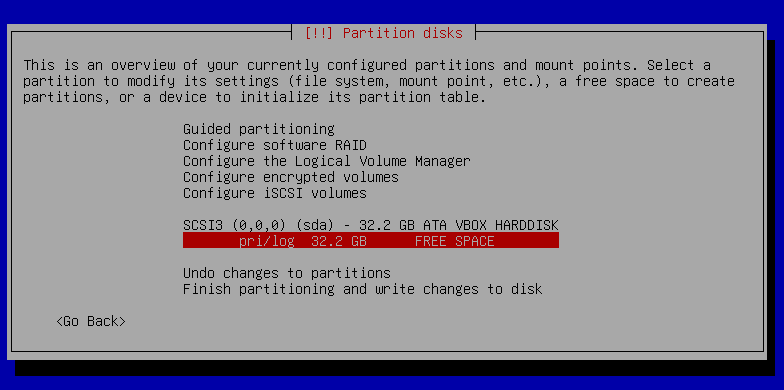 [!!] Partition disks
This is an overview of your currently configured partitions and mount points. Select a
partition to modify its settings (file system, mount point, etc.), a free space to create
partitions, or a device to initialize its partition table.
Guided partitioning
Configure software RAID
Configure the Logical Volume Manager
Configure encrypted volumes
Configure iSCSI volumes
SCSI3 (0,0,0) (sda) - 32.2 GB ATA VBOX HARDDISK
pri/log 32.2 GB FREE SPACE
Undo changes to partitions
Finish partitioning and write changes to disk
<Go Back>